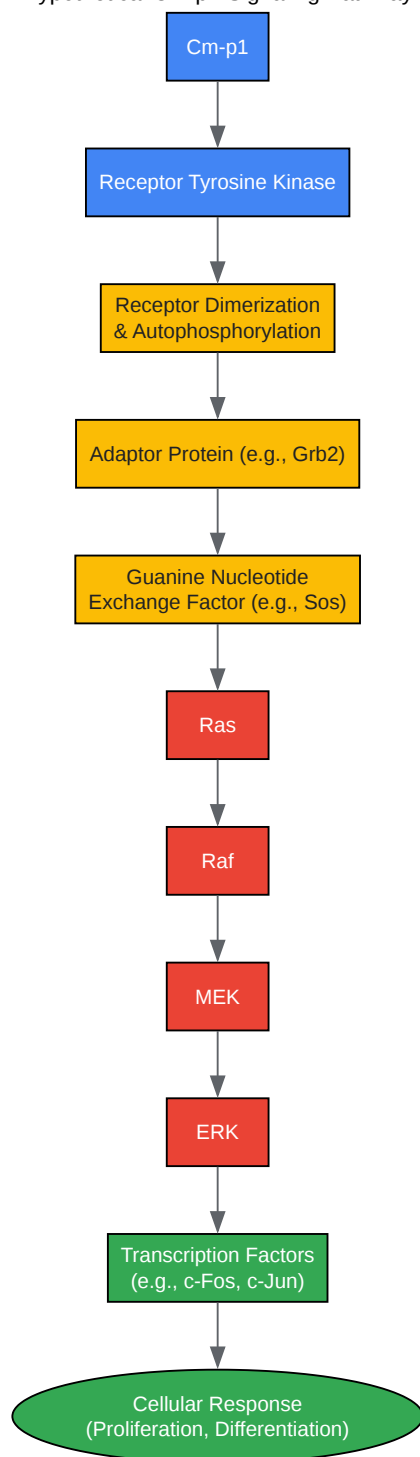 Cm-p1
Receptor Tyrosine Kinase
Receptor Dimerization
& Autophosphorylation
Adaptor Protein (e.g., Grb2)
Guanine Nucleotide
Exchange Factor (e.g., Sos)
Ras
Raf
MEK
ERK
Transcription Factors
(e.g., c-Fos, c-Jun)
Cellular Response
(Proliferation, Differentiation)